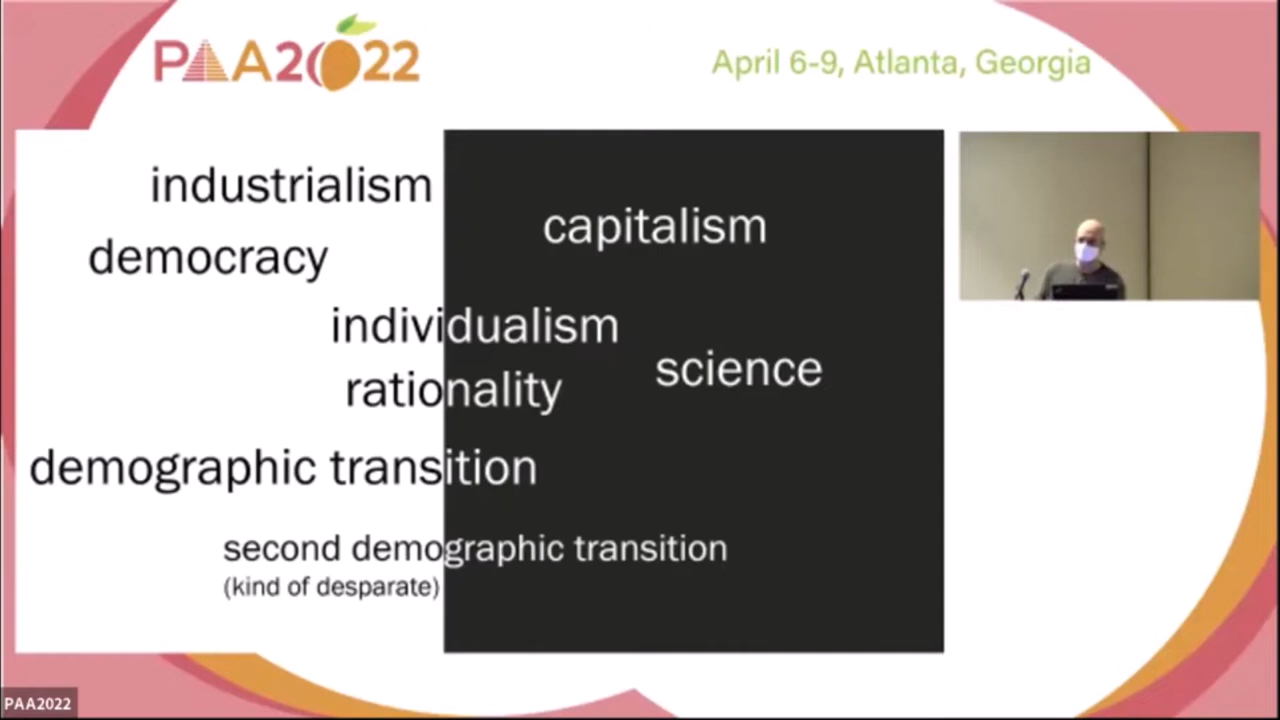 PAA2022
April 6-9, Atlanta, Georgia
industrialism
capitalism
democracy
individualism
science
rationality
demographic transition
second demographic transition
(kind of desparate)
PAA2022